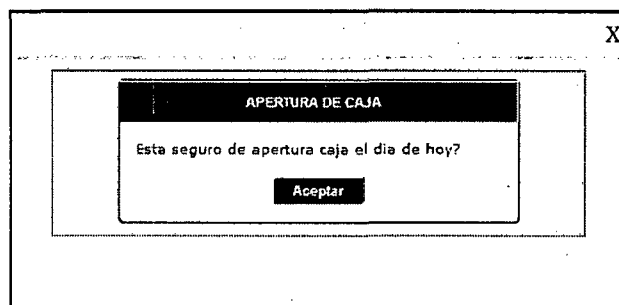 X
APERTURA DE CAJA
Esta seguro de apertura caja el dia de hoy?
Aceptar